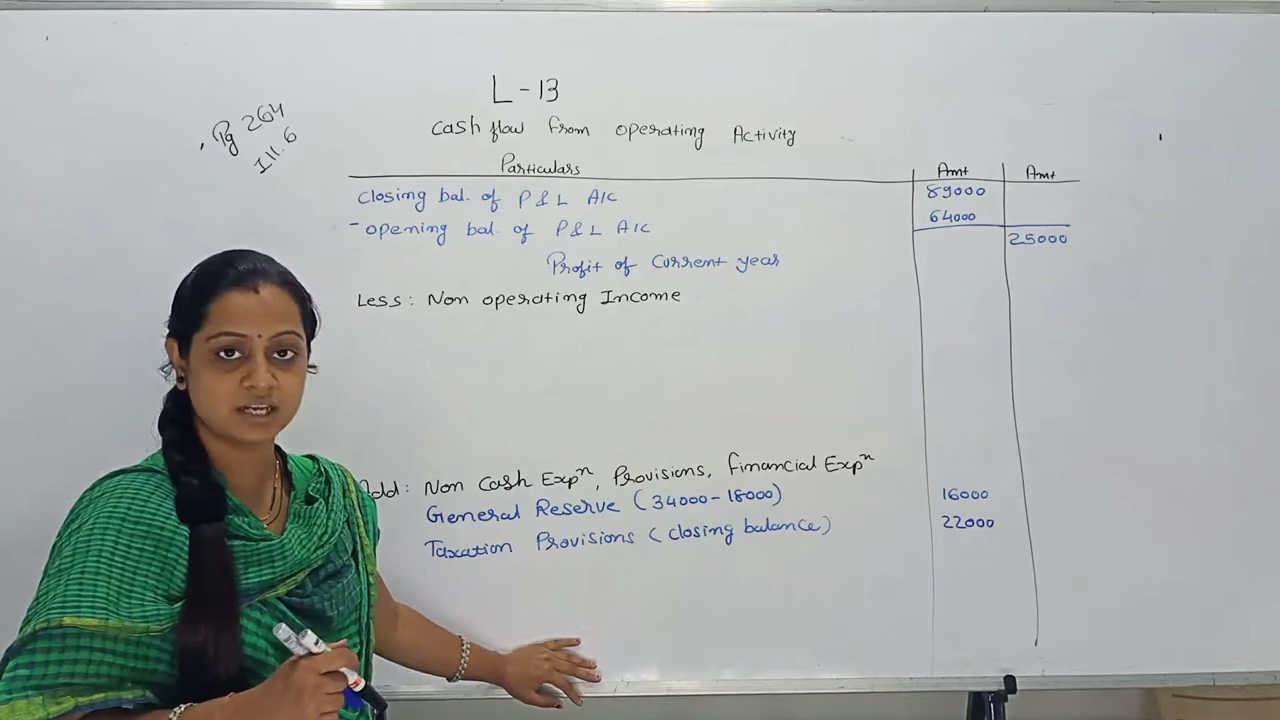 L-13
Pg 264
Ill. 6
Cash flow from operating Activity
Particulars Amt Amt
Closing bal. of P & L A/C 89000
- opening bal. of P & L A/C 64000
25000
Profit of Current year
Less: Non operating Income
Add: Non Cash Expⁿ, Provisions, Financial Expⁿ
General Reserve (34000-18000) 16000
Taxation Provisions (closing balance) 22000